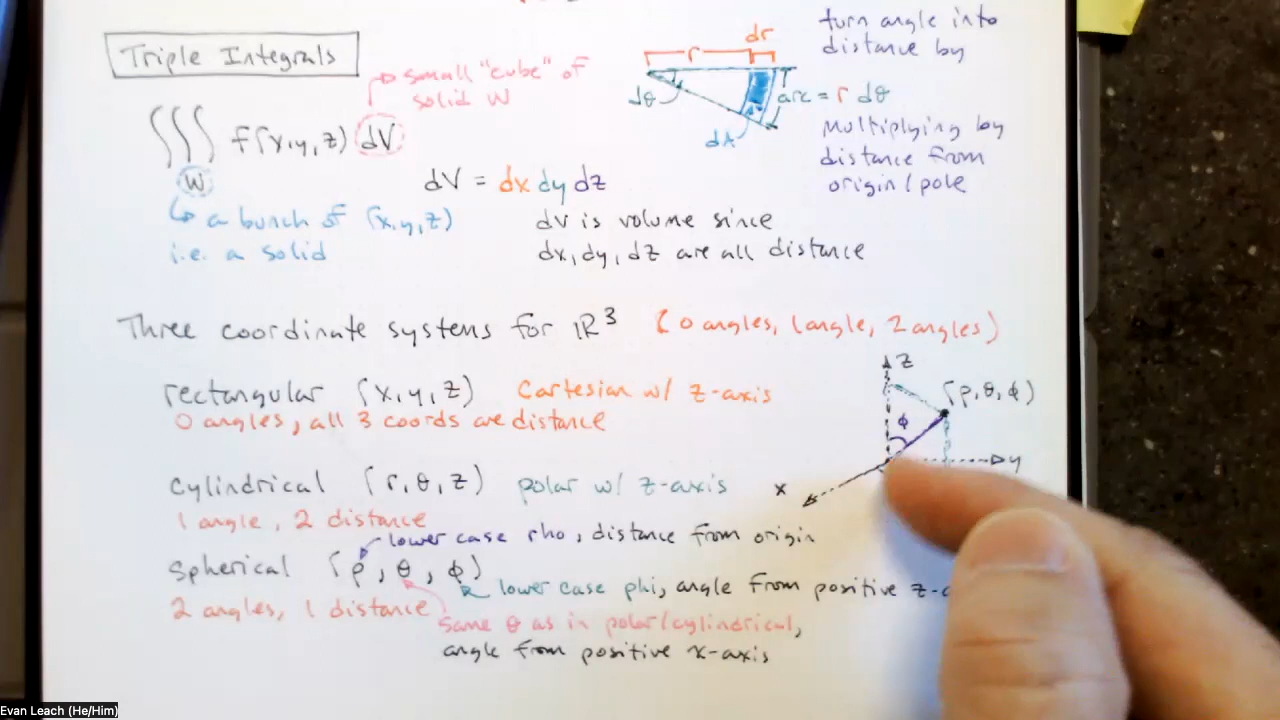 Triple Integrals
small "cube" of
solid W
∫∫∫ f(x,y,z) dV
W
a bunch of (x,y,z)
i.e. a solid
dV = dx dy dz
dV is volume since
dx, dy, dz are all distance
r
dr
dθ
arc = r dθ
dA
turn angle into
distance by
multiplying by
distance from
origin / pole
Three coordinate systems for ℝ³ (0 angles, 1 angle, 2 angles)
rectangular (x,y,z) Cartesian w/ z-axis
0 angles, all 3 coords are distance
cylindrical (r,θ,z) polar w/ z-axis
1 angle, 2 distance
lower case rho, distance from origin
spherical (ρ,θ,φ)
lower case phi, angle from positive z-
2 angles, 1 distance
same θ as in polar/cylindrical,
angle from positive x-axis
z
(ρ,θ,φ)
φ
y
x
Evan Leach (He/Him)